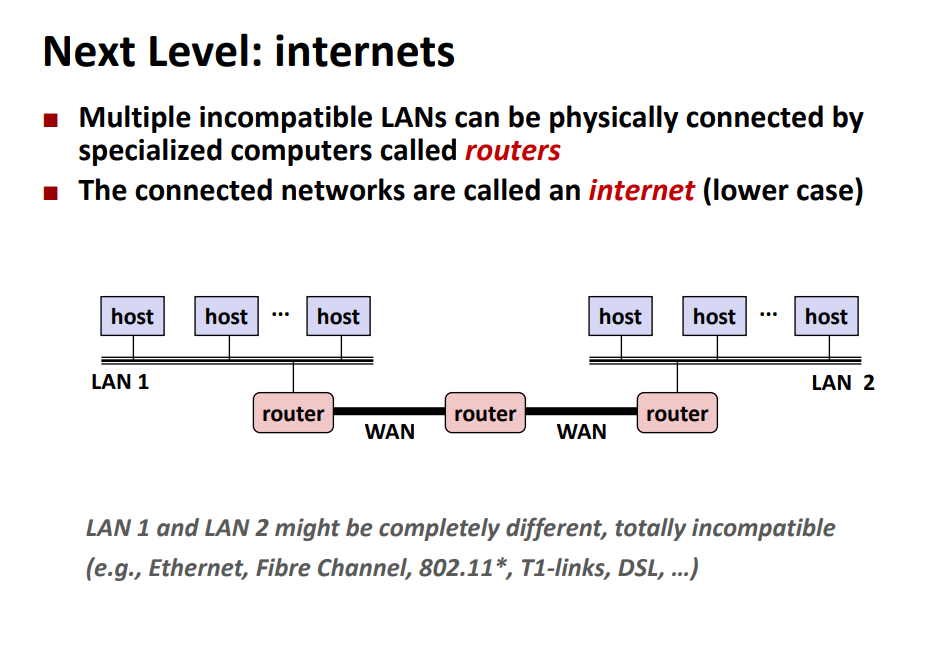 Next Level: internets
■ Multiple incompatible LANs can be physically connected by
specialized computers called routers
■ The connected networks are called an internet (lower case)
host host ... host host host ... host
LAN 1 LAN 2
router router router
WAN WAN
LAN 1 and LAN 2 might be completely different, totally incompatible
(e.g., Ethernet, Fibre Channel, 802.11*, T1-links, DSL, …)